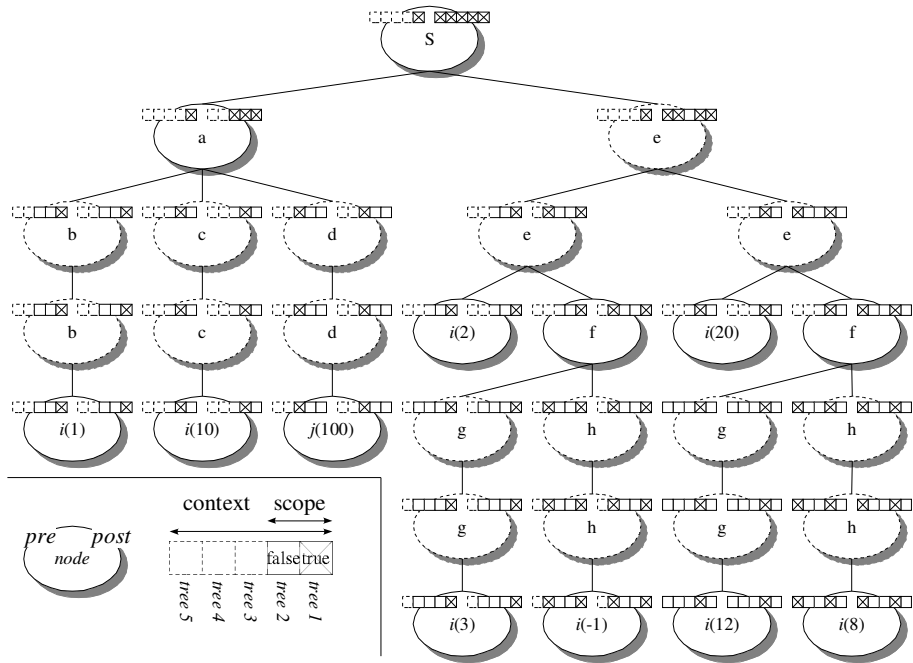 S
a e
b c d e e
b c d i(2) f i(20) f
i(1) i(10) j(100) g h g h
context scope
pre post
node
false true
g h g h
tree 5 tree 4 tree 3 tree 2 tree 1
i(3) i(-1) i(12) i(8)